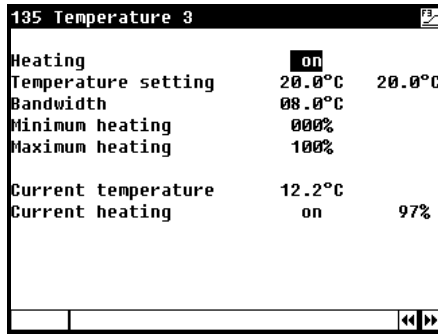 135 Temperature 3 F3
Heating on
Temperature setting 20.0°C 20.0°C
Bandwidth 08.0°C
Minimum heating 000%
Maximum heating 100%
Current temperature 12.2°C
Current heating on 97%